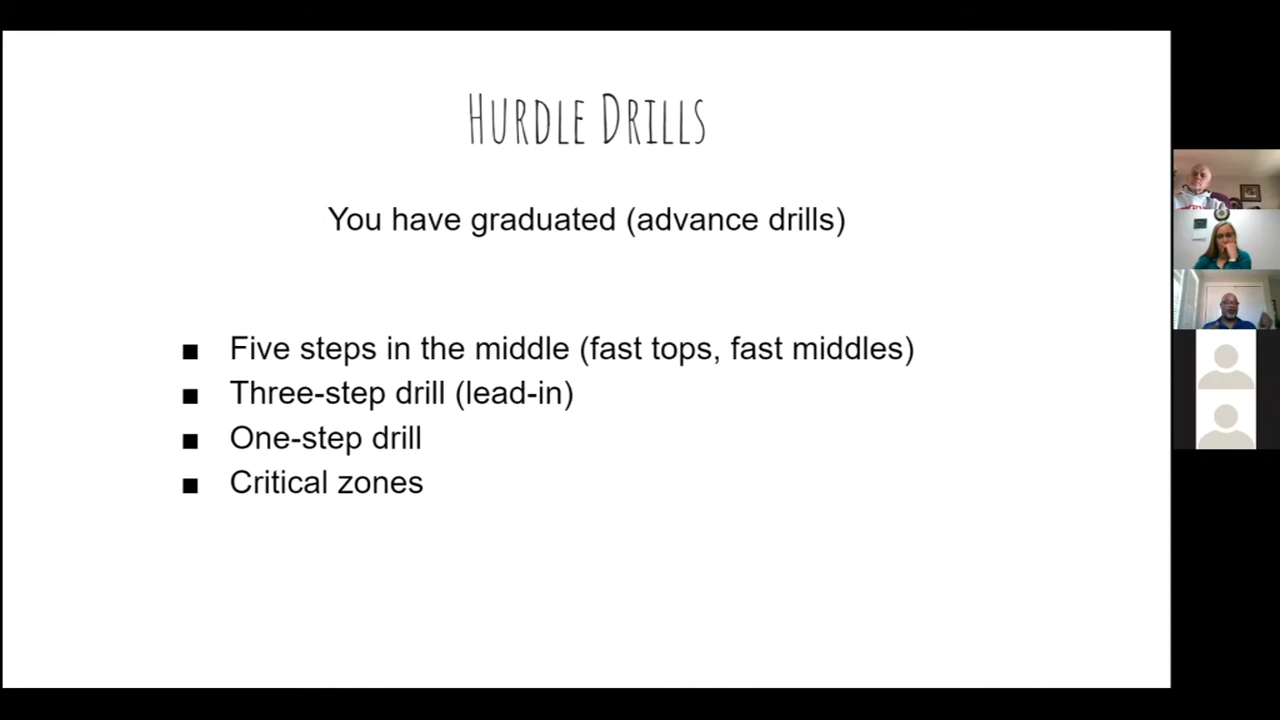 HURDLE DRILLS
You have graduated (advance drills)
■ Five steps in the middle (fast tops, fast middles)
■ Three-step drill (lead-in)
■ One-step drill
■ Critical zones